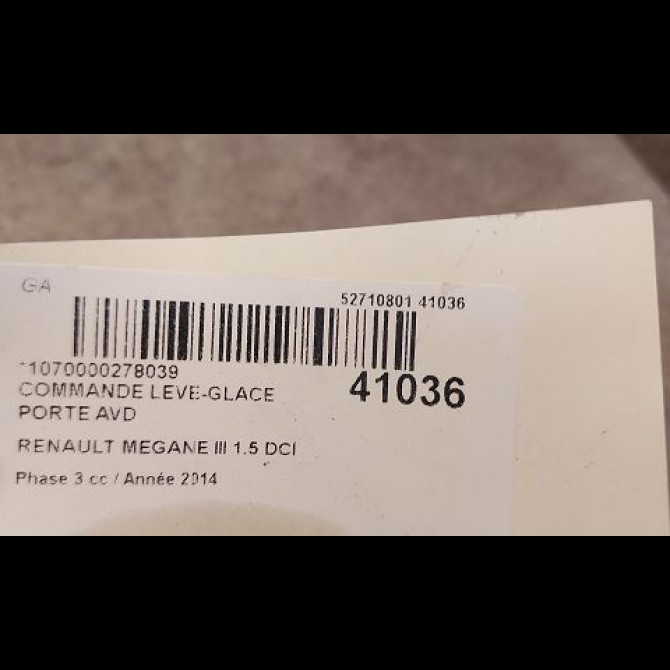 GA
52710801 41036
*1070000278039
41036
COMMANDE LEVE-GLACE
PORTE AVD
RENAULT MEGANE III 1.5 DCI
Phase 3 cc / Année 2014